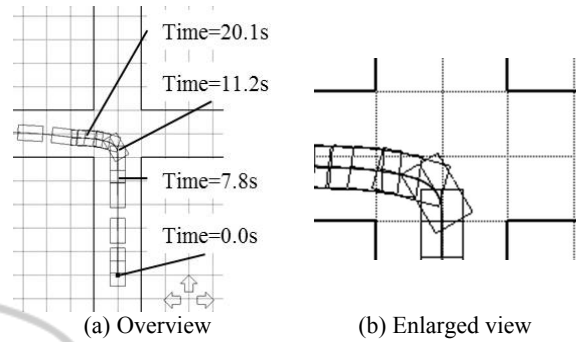 Time=20.1s
Time=11.2s
Time=7.8s
Time=0.0s
(a) Overview
(b) Enlarged view